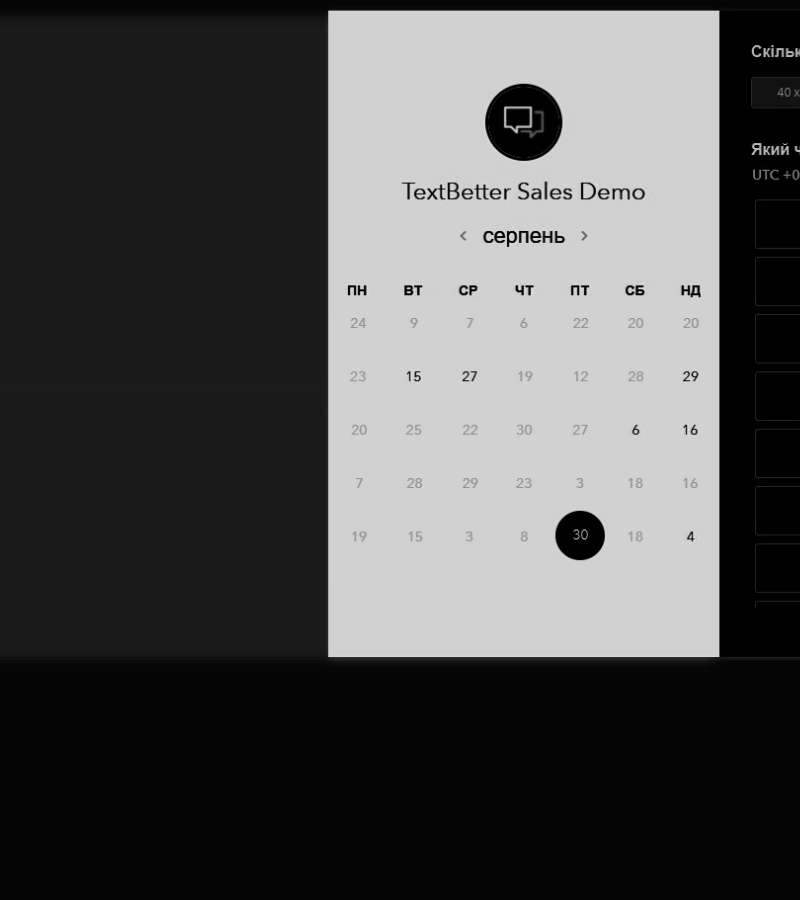 TextBetter Sales Demo
серпень
ПН ВТ СР ЧТ ПТ СБ НД
24 9 7 6 22 20 20
23 15 27 19 12 28 29
20 25 22 30 27 6 16
7 28 29 23 3 18 16
19 15 3 8 30 18 4
Скільк
40 х
Який ч
UTC +0